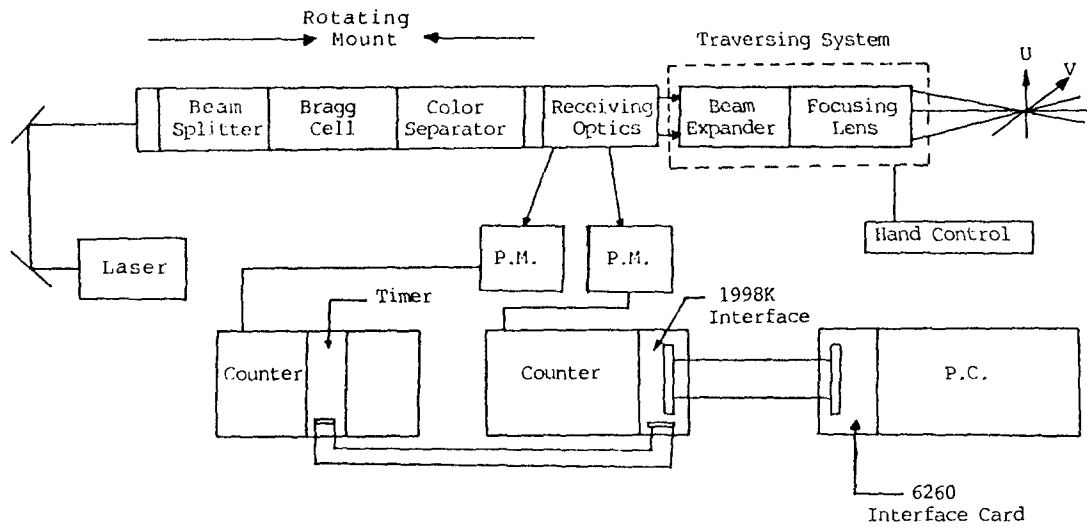 Rotating
Mount
Traversing System
U
V
Beam
Splitter
Bragg
Cell
Color
Separator
Receiving
Optics
Beam
Expander
Focusing
Lens
Hand Control
Laser
P.M.
P.M.
Timer
1998K
Interface
Counter
Counter
P.C.
6260
Interface Card